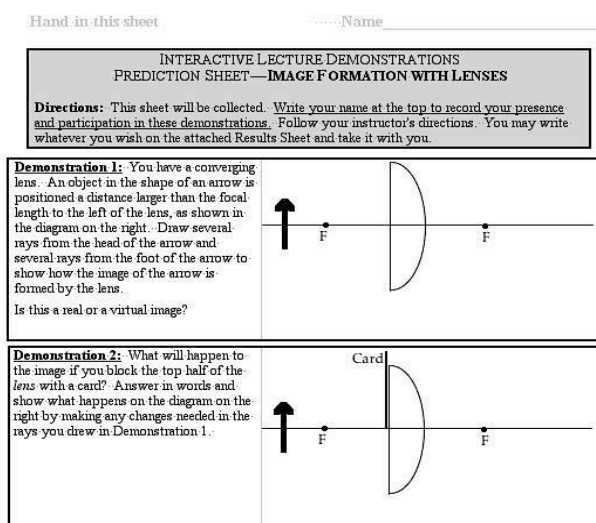 Hand in this sheet Name
INTERACTIVE LECTURE DEMONSTRATIONS
PREDICTION SHEET—IMAGE FORMATION WITH LENSES
Directions: This sheet will be collected. Write your name at the top to record your presence
and participation in these demonstrations. Follow your instructor's directions. You may write
whatever you wish on the attached Results Sheet and take it with you.
Demonstration 1: You have a converging
lens. An object in the shape of an arrow is
positioned a distance larger than the focal
length to the left of the lens, as shown in
the diagram on the right. Draw several
rays from the head of the arrow and
several rays from the foot of the arrow to
show how the image of the arrow is
formed by the lens.
Is this a real or a virtual image?
F
F
Demonstration 2: What will happen to
the image if you block the top half of the
lens with a card? Answer in words and
show what happens on the diagram on the
right by making any changes needed in the
rays you drew in Demonstration 1.
Card
F
F